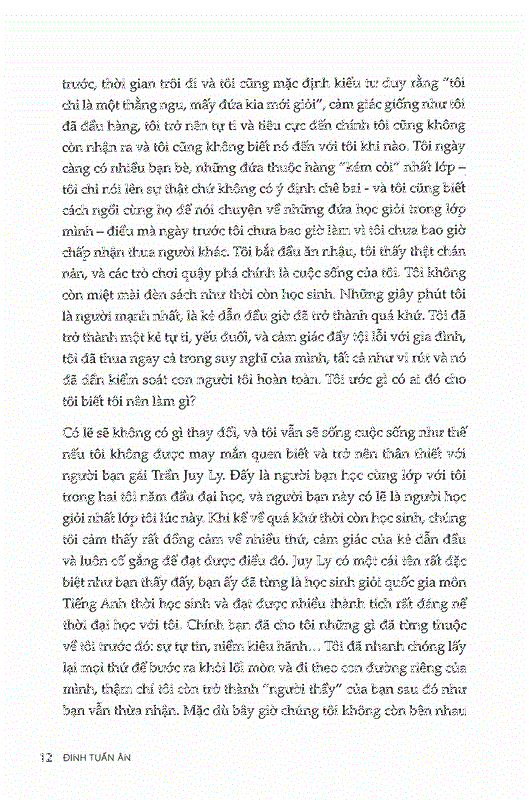 trước, thời gian trôi đi và tôi cũng mặc định kiểu tư duy rằng “tôi
chỉ là một thằng ngu, mấy đứa kia mới giỏi”, cảm giác giống như tôi
đã đầu hàng, tôi trở nên tự ti và tiêu cực đến chính tôi cũng không
còn nhận ra và tôi cũng không biết nó đến với tôi khi nào. Tôi ngày
càng có nhiều bạn bè, những đứa thuộc hàng “kém cỏi” nhất lớp –
tôi chỉ nói lên sự thật chứ không có ý định chê bai - và tôi cũng biết
cách ngồi cùng họ để nói chuyện về những đứa học giỏi trong lớp
mình – điều mà ngày trước tôi chưa bao giờ làm vì tôi chưa bao giờ
chấp nhận thua người khác. Tôi bắt đầu ăn nhậu, tôi thấy thật chán
nản, và các trò chơi quậy phá chính là cuộc sống của tôi. Tôi không
còn miệt mài đèn sách như thời còn học sinh. Những giây phút tôi
là người mạnh nhất, là kẻ dẫn đầu giờ đã trở thành quá khứ. Tôi đã
trở thành một kẻ tự ti, yếu đuối, và cảm giác đầy tội lỗi với gia đình,
tôi đã thua ngay cả trong suy nghĩ của mình, tất cả như vi rút và nó
đã dần kiểm soát con người tôi hoàn toàn. Tôi ước gì có ai đó cho
tôi biết tôi nên làm gì?
Có lẽ sẽ không có gì thay đổi, và tôi vẫn sẽ sống cuộc sống như thế
nếu tôi không được may mắn quen biết và trở nên thân thiết với
người bạn gái Trần Juy Ly. Đấy là người bạn học cùng lớp với tôi
trong hai tôi năm đầu đại học, và người bạn này có lẽ là người học
giỏi nhất lớp tôi lúc này. Khi kể về quá khứ thời còn học sinh, chúng
tôi cảm thấy rất đồng cảm về nhiều thứ, cảm giác của kẻ dẫn đầu
và luôn cố gắng để đạt được điều đó. Juy Ly có một cái tên rất đặc
biệt như bạn thấy đấy, bạn ấy đã từng là học sinh giỏi quốc gia môn
Tiếng Anh thời học sinh và đạt được nhiều thành tích rất đáng nể
thời đại học với tôi. Chính bạn đã cho tôi những gì đã từng thuộc
về tôi trước đó: sự tự tin, niềm kiêu hãnh… Tôi đã nhanh chóng lấy
lại mọi thứ để bước ra khỏi lối mòn và đi theo con đường riêng của
mình, thậm chí tôi còn trở thành “người thầy” của bạn sau đó như
bạn vẫn thừa nhận. Mặc dù bây giờ chúng tôi không còn bên nhau
12 ĐINH TUẤN ÂN